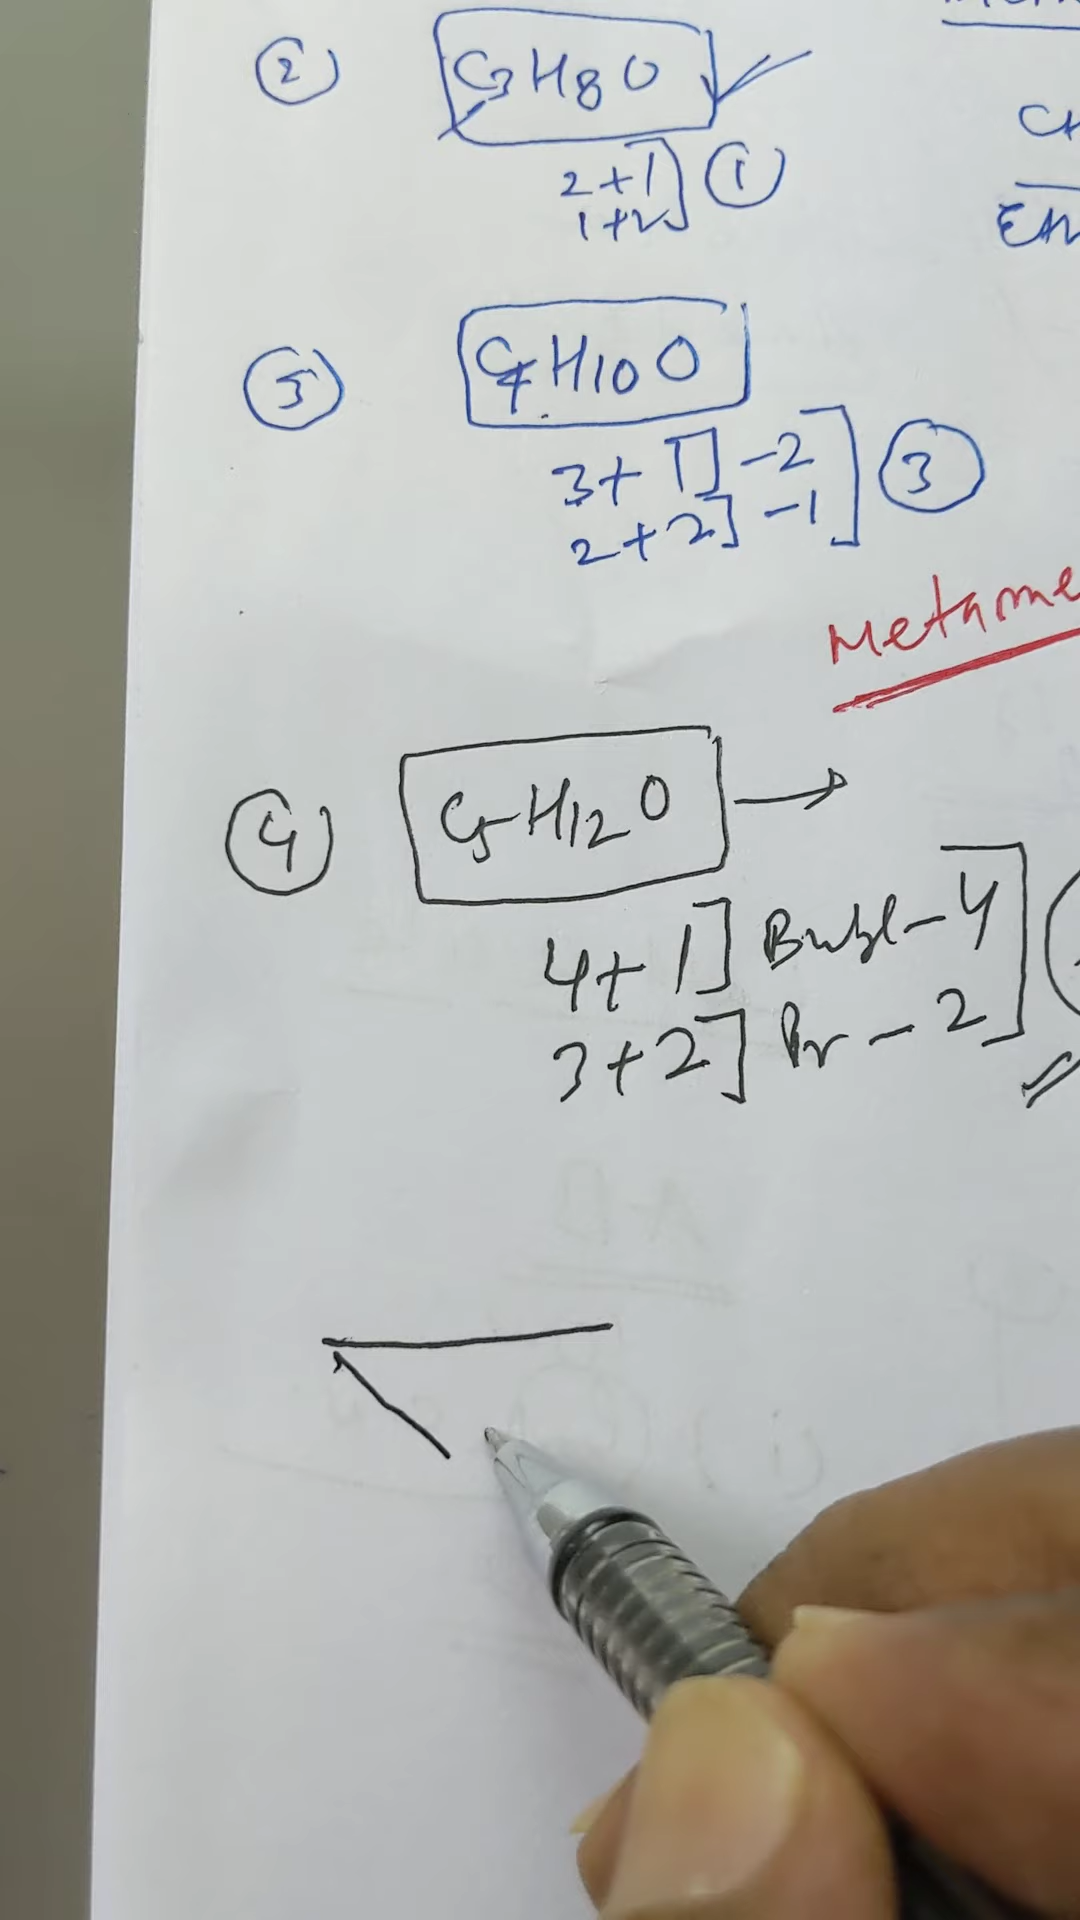 ② C3H8O
2+1] ①
1+2
③ C4H10O
3+1] -2] ③
2+2] -1
Metame
④ C5H12O →
4+1] Butyl-4]
3+2] Pr-2